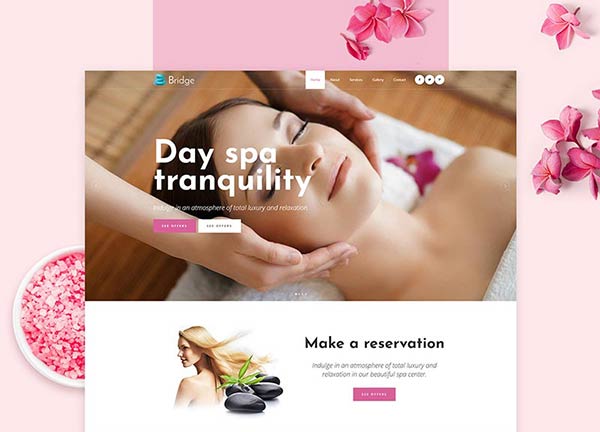 Bridge
Home About Services Gallery Contact
Day spa
tranquility
Indulge in an atmosphere of total luxury and relaxation
SEE OFFERS SEE OFFERS
Make a reservation
Indulge in an atmosphere of total luxury and
relaxation in our beautiful spa center.
SEE OFFERS